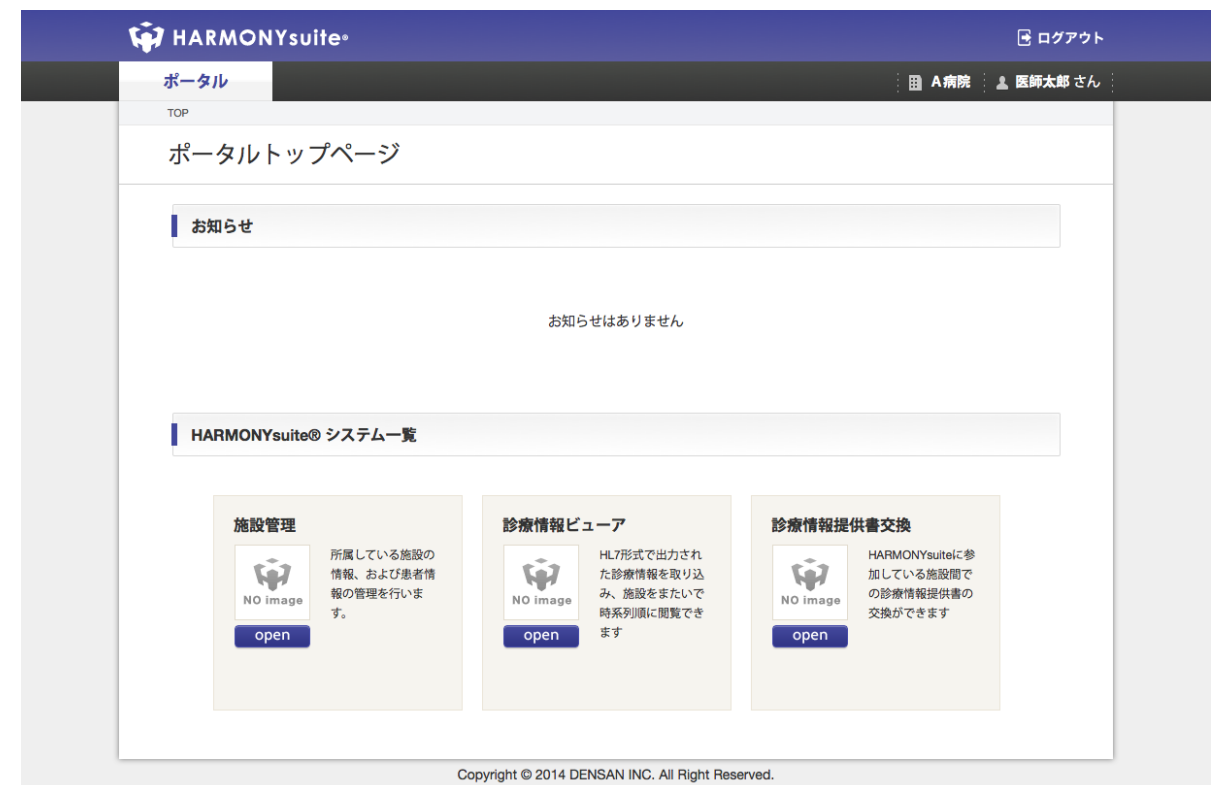 HARMONYsuite®
ログアウト
ポータル
A病院
医師太郎 さん
TOP
ポータルトップページ
お知らせ
お知らせはありません
HARMONYsuite® システム一覧
施設管理
NO image
open
所属している施設の
情報、および患者情
報の管理を行いま
す。
診療情報ビューア
NO image
open
HL7形式で出力され
た診療情報を取り込
み、施設をまたいで
時系列順に閲覧でき
ます
診療情報提供書交換
NO image
open
HARMONYsuiteに参
加している施設間で
の診療情報提供書の
交換ができます
Copyright © 2014 DENSAN INC. All Right Reserved.